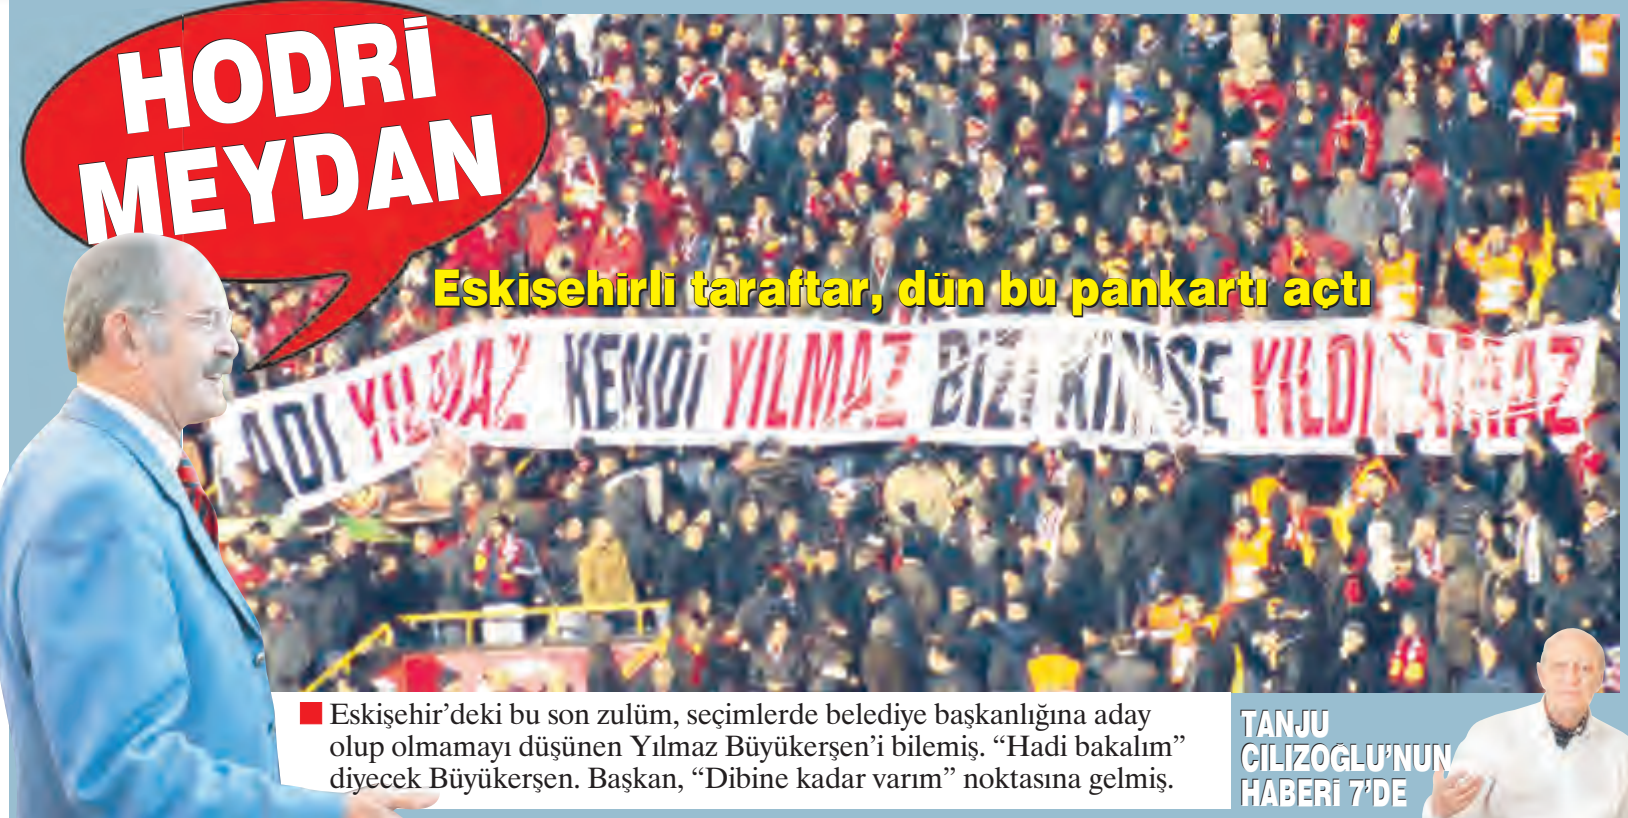 HODRİ
MEYDAN
Eskişehirli taraftar, dün bu pankartı açtı
ADI YILMAZ KENDİ YILMAZ BİZİ KİMSE YILDIRAMAZ
■ Eskişehir’deki bu son zulüm, seçimlerde belediye başkanlığına aday
olup olmamayı düşünen Yılmaz Büyükerşen’i bilemiş. “Hadi bakalım”
diyecek Büyükerşen. Başkan, “Dibine kadar varım” noktasına gelmiş.
TANJU
CILIZOĞLU’NUN
HABERİ 7’DE